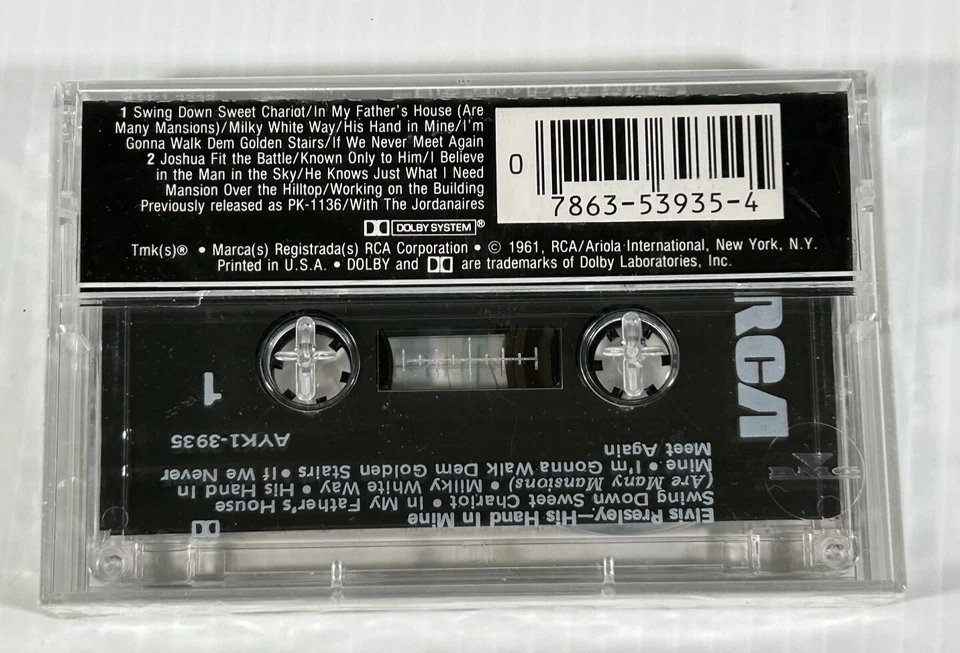 1 Swing Down Sweet Chariot/In My Father's House (Are
Many Mansions)/Milky White Way/His Hand in Mine/I'm
Gonna Walk Dem Golden Stairs/If We Never Meet Again
2 Joshua Fit the Battle/Known Only to Him/I Believe
in the Man in the Sky/He Knows Just What I Need
Mansion Over the Hilltop/Working on the Building
Previously released as PK-1136/With The Jordanaires
DOLBY SYSTEM®
Tmk(s)® • Marca(s) Registrada(s) RCA Corporation • © 1961, RCA/Ariola International, New York, N.Y.
Printed in U.S.A. • DOLBY and are trademarks of Dolby Laboratories, Inc.
0 7863-53935-4
RCA
1
AYK1-3935
Elvis Presley—His Hand In Mine
Swing Down Sweet Chariot • In My Father's House
(Are Many Mansions) • Milky White Way • His Hand In
Mine • I'm Gonna Walk Dem Golden Stairs • If We Never
Meet Again